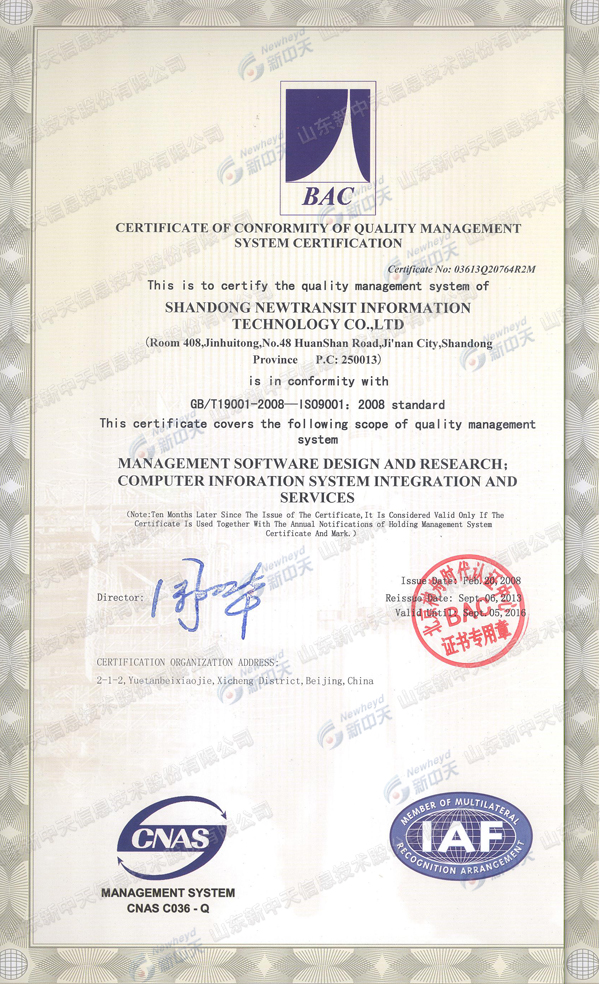 BAC
CERTIFICATE OF CONFORMITY OF QUALITY MANAGEMENT
SYSTEM CERTIFICATION
Certificate No: 03613Q20764R2M
This is to certify the quality management system of
SHANDONG NEWTRANSIT INFORMATION
TECHNOLOGY CO.,LTD
(Room 408,Jinhuitong,No.48 HuanShan Road,Ji'nan City,Shandong
Province P.C: 250013)
is in conformity with
GB/T19001-2008—ISO9001: 2008 standard
This certificate covers the following scope of quality management
system
MANAGEMENT SOFTWARE DESIGN AND RESEARCH;
COMPUTER INFORATION SYSTEM INTEGRATION AND
SERVICES
(Note:Ten Months Later Since The Issue of The Certificate,It Is Considered Valid Only If The
Certificate Is Used Together With The Annual Notifications of Holding Management System
Certificate And Mark.)
Issue Date: Feb.20,2008
Director:
Reissue Date: Sept.06,2013
Valid Until: Sept.05,2016
BAC
证书专用章
CERTIFICATION ORGANIZATION ADDRESS:
2-1-2,Yuetanbeixiaojie,Xicheng District,Beijing,China
CNAS
MANAGEMENT SYSTEM
CNAS C036 - Q
MEMBER OF MULTILATERAL
IAF
RECOGNITION ARRANGEMENT
Newheyd
新中天
山东新中天信息技术股份有限公司